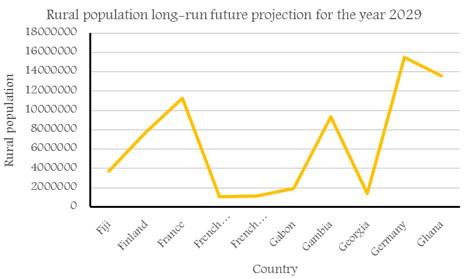 Rural population long-run future projection for the year 2029
18000000
16000000
14000000
12000000
10000000
8000000
6000000
4000000
2000000
0
Rural population
Fiji
Finland
France
French...
French...
Gabon
Gambia
Georgia
Germany
Ghana
Country